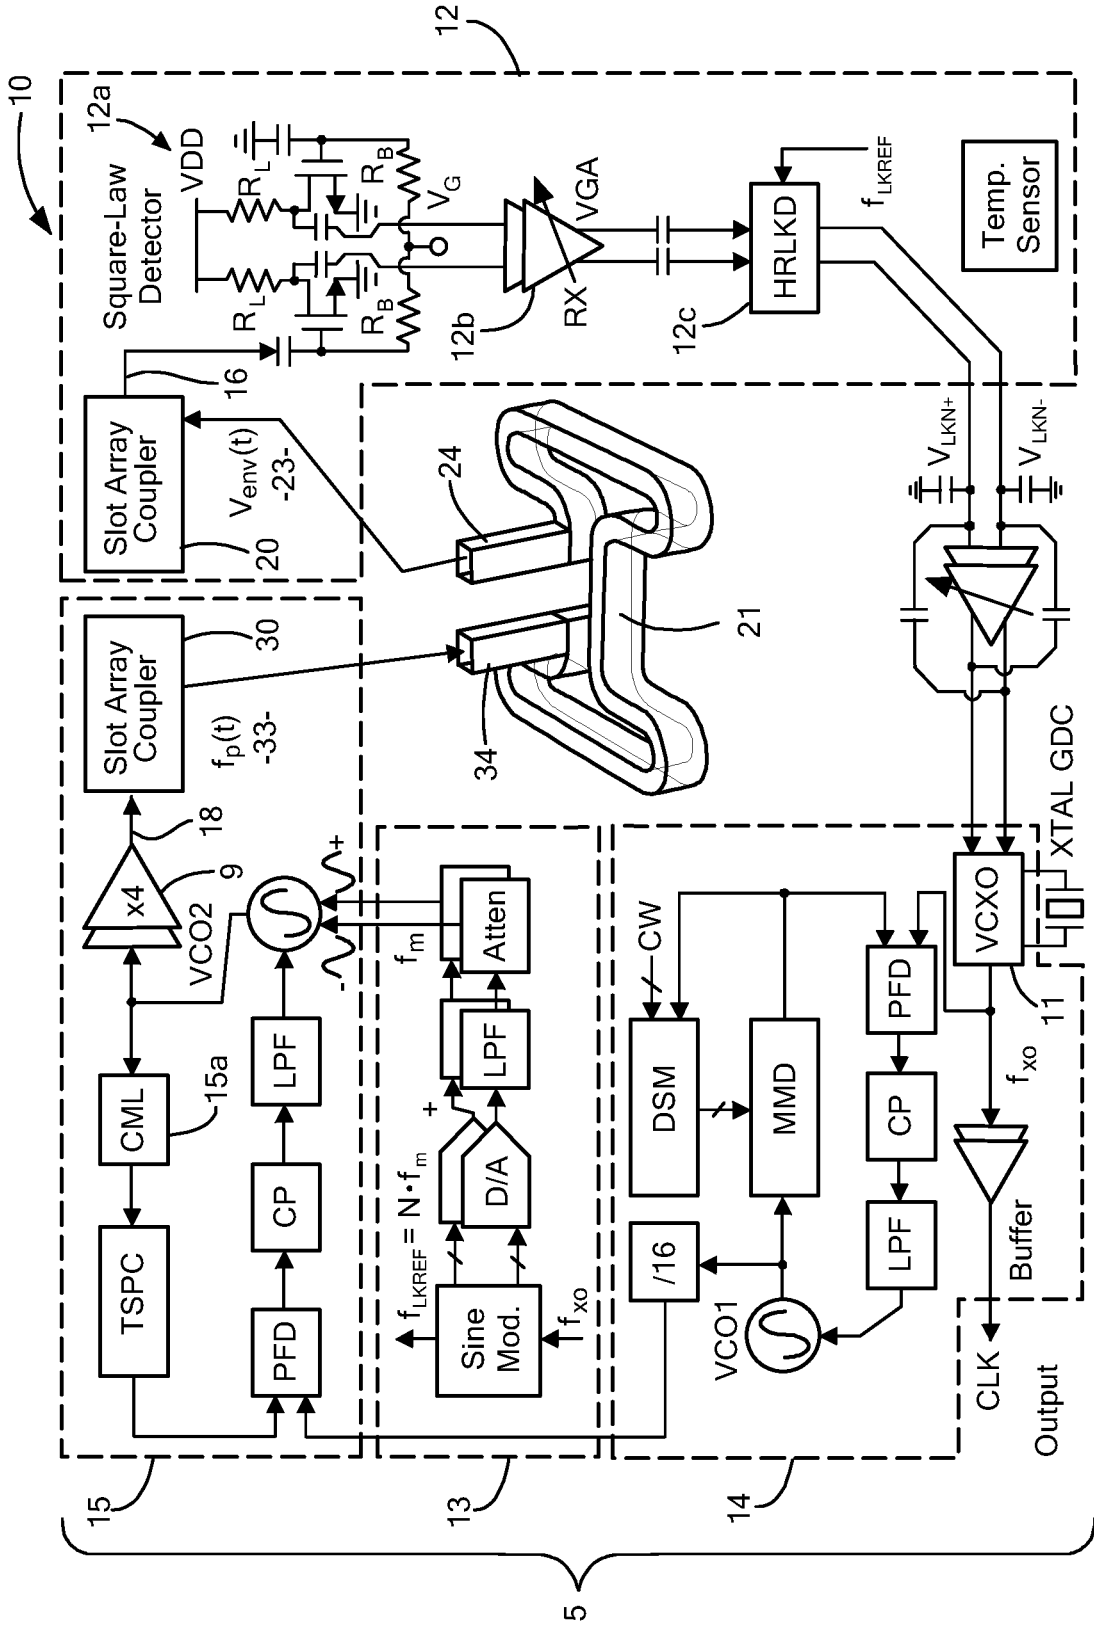 10
12
Square-Law
Detector
12a
VDD
R_L
R_L
R_B
R_B
V_G
16
Slot Array
Coupler
20
V_env(t)
-23-
24
12b
RX
VGA
12c
HRLKD
f_LKREF
Temp.
Sensor
V_LKN+
V_LKN-
15
TSPC
CML
15a
VCO2
x4
9
18
Slot Array
Coupler
30
f_p(t)
-33-
34
21
PFD
CP
LPF
-
+
13
f_LKREF = N•f_m
Sine
Mod.
f_xo
D/A
+
LPF
Atten
f_m
14
/16
DSM
CW
VCO1
MMD
LPF
CP
PFD
VCXO
11
XTAL GDC
f_xo
Buffer
CLK
Output
5